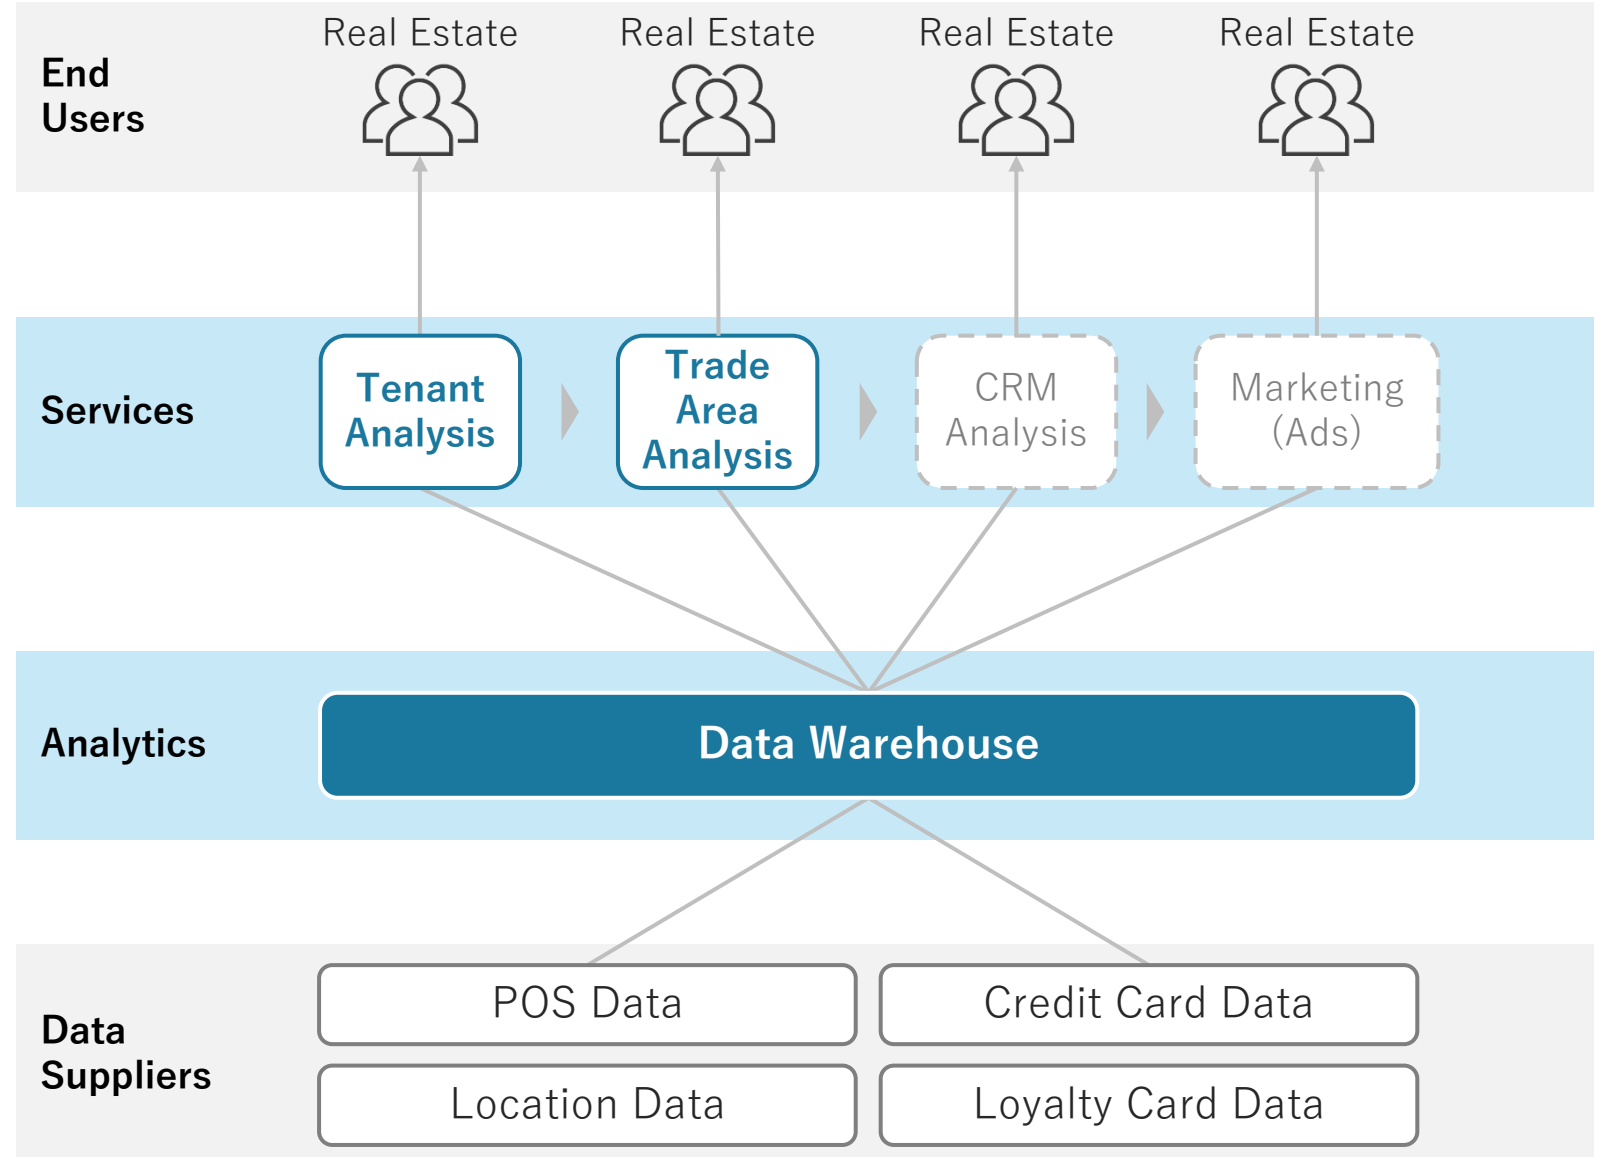 Real Estate
Real Estate
Real Estate
Real Estate
End
Users
Services
Tenant
Analysis
Trade
Area
Analysis
CRM
Analysis
Marketing
(Ads)
Analytics
Data Warehouse
Data
Suppliers
POS Data
Credit Card Data
Location Data
Loyalty Card Data